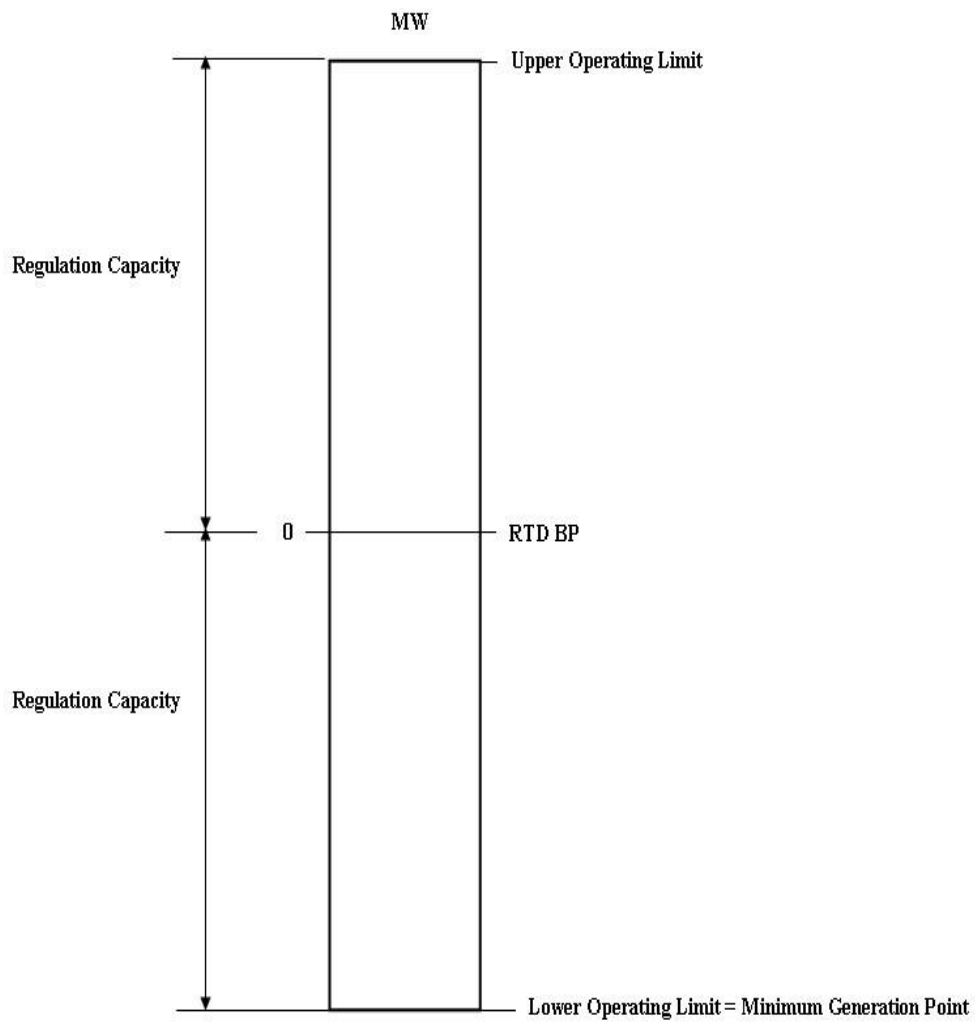 MW
Upper Operating Limit
Regulation Capacity
0
RTD BP
Regulation Capacity
Lower Operating Limit = Minimum Generation Point